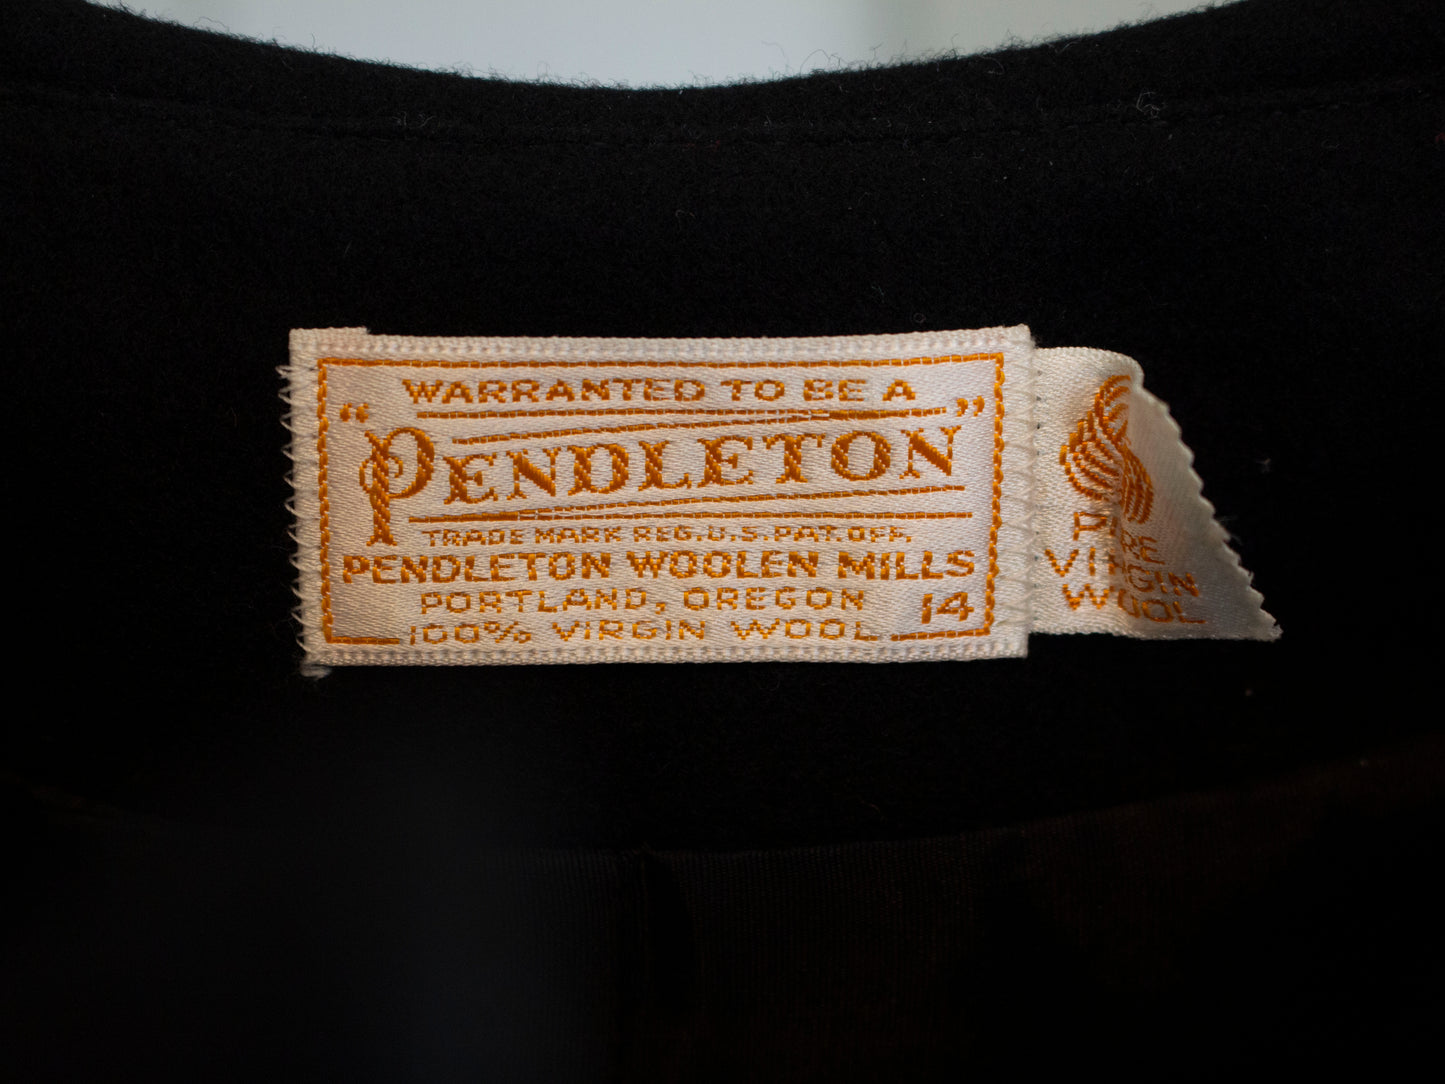 WARRANTED TO BE A
"PENDLETON"
TRADE MARK REG. U.S. PAT. OFF.
PENDLETON WOOLEN MILLS
PORTLAND, OREGON
14
100% VIRGIN WOOL
PURE
VIRGIN
WOOL